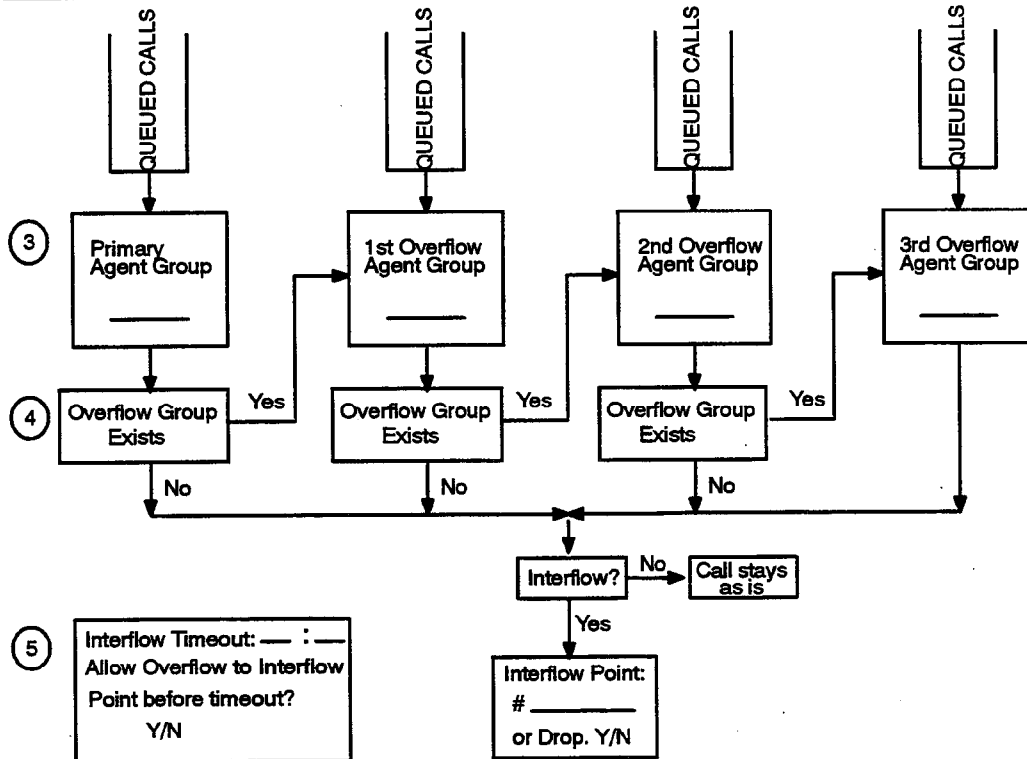 QUEUED CALLS
QUEUED CALLS
QUEUED CALLS
QUEUED CALLS
3
Primary
Agent Group
1st Overflow
Agent Group
2nd Overflow
Agent Group
3rd Overflow
Agent Group
4
Overflow Group
Exists
Yes
Overflow Group
Exists
Yes
Overflow Group
Exists
Yes
No
No
No
Interflow?
No
Call stays
as is
Yes
5
Interflow Timeout: __ : __
Allow Overflow to Interflow
Point before timeout?
Y/N
Interflow Point:
# ________
or Drop. Y/N